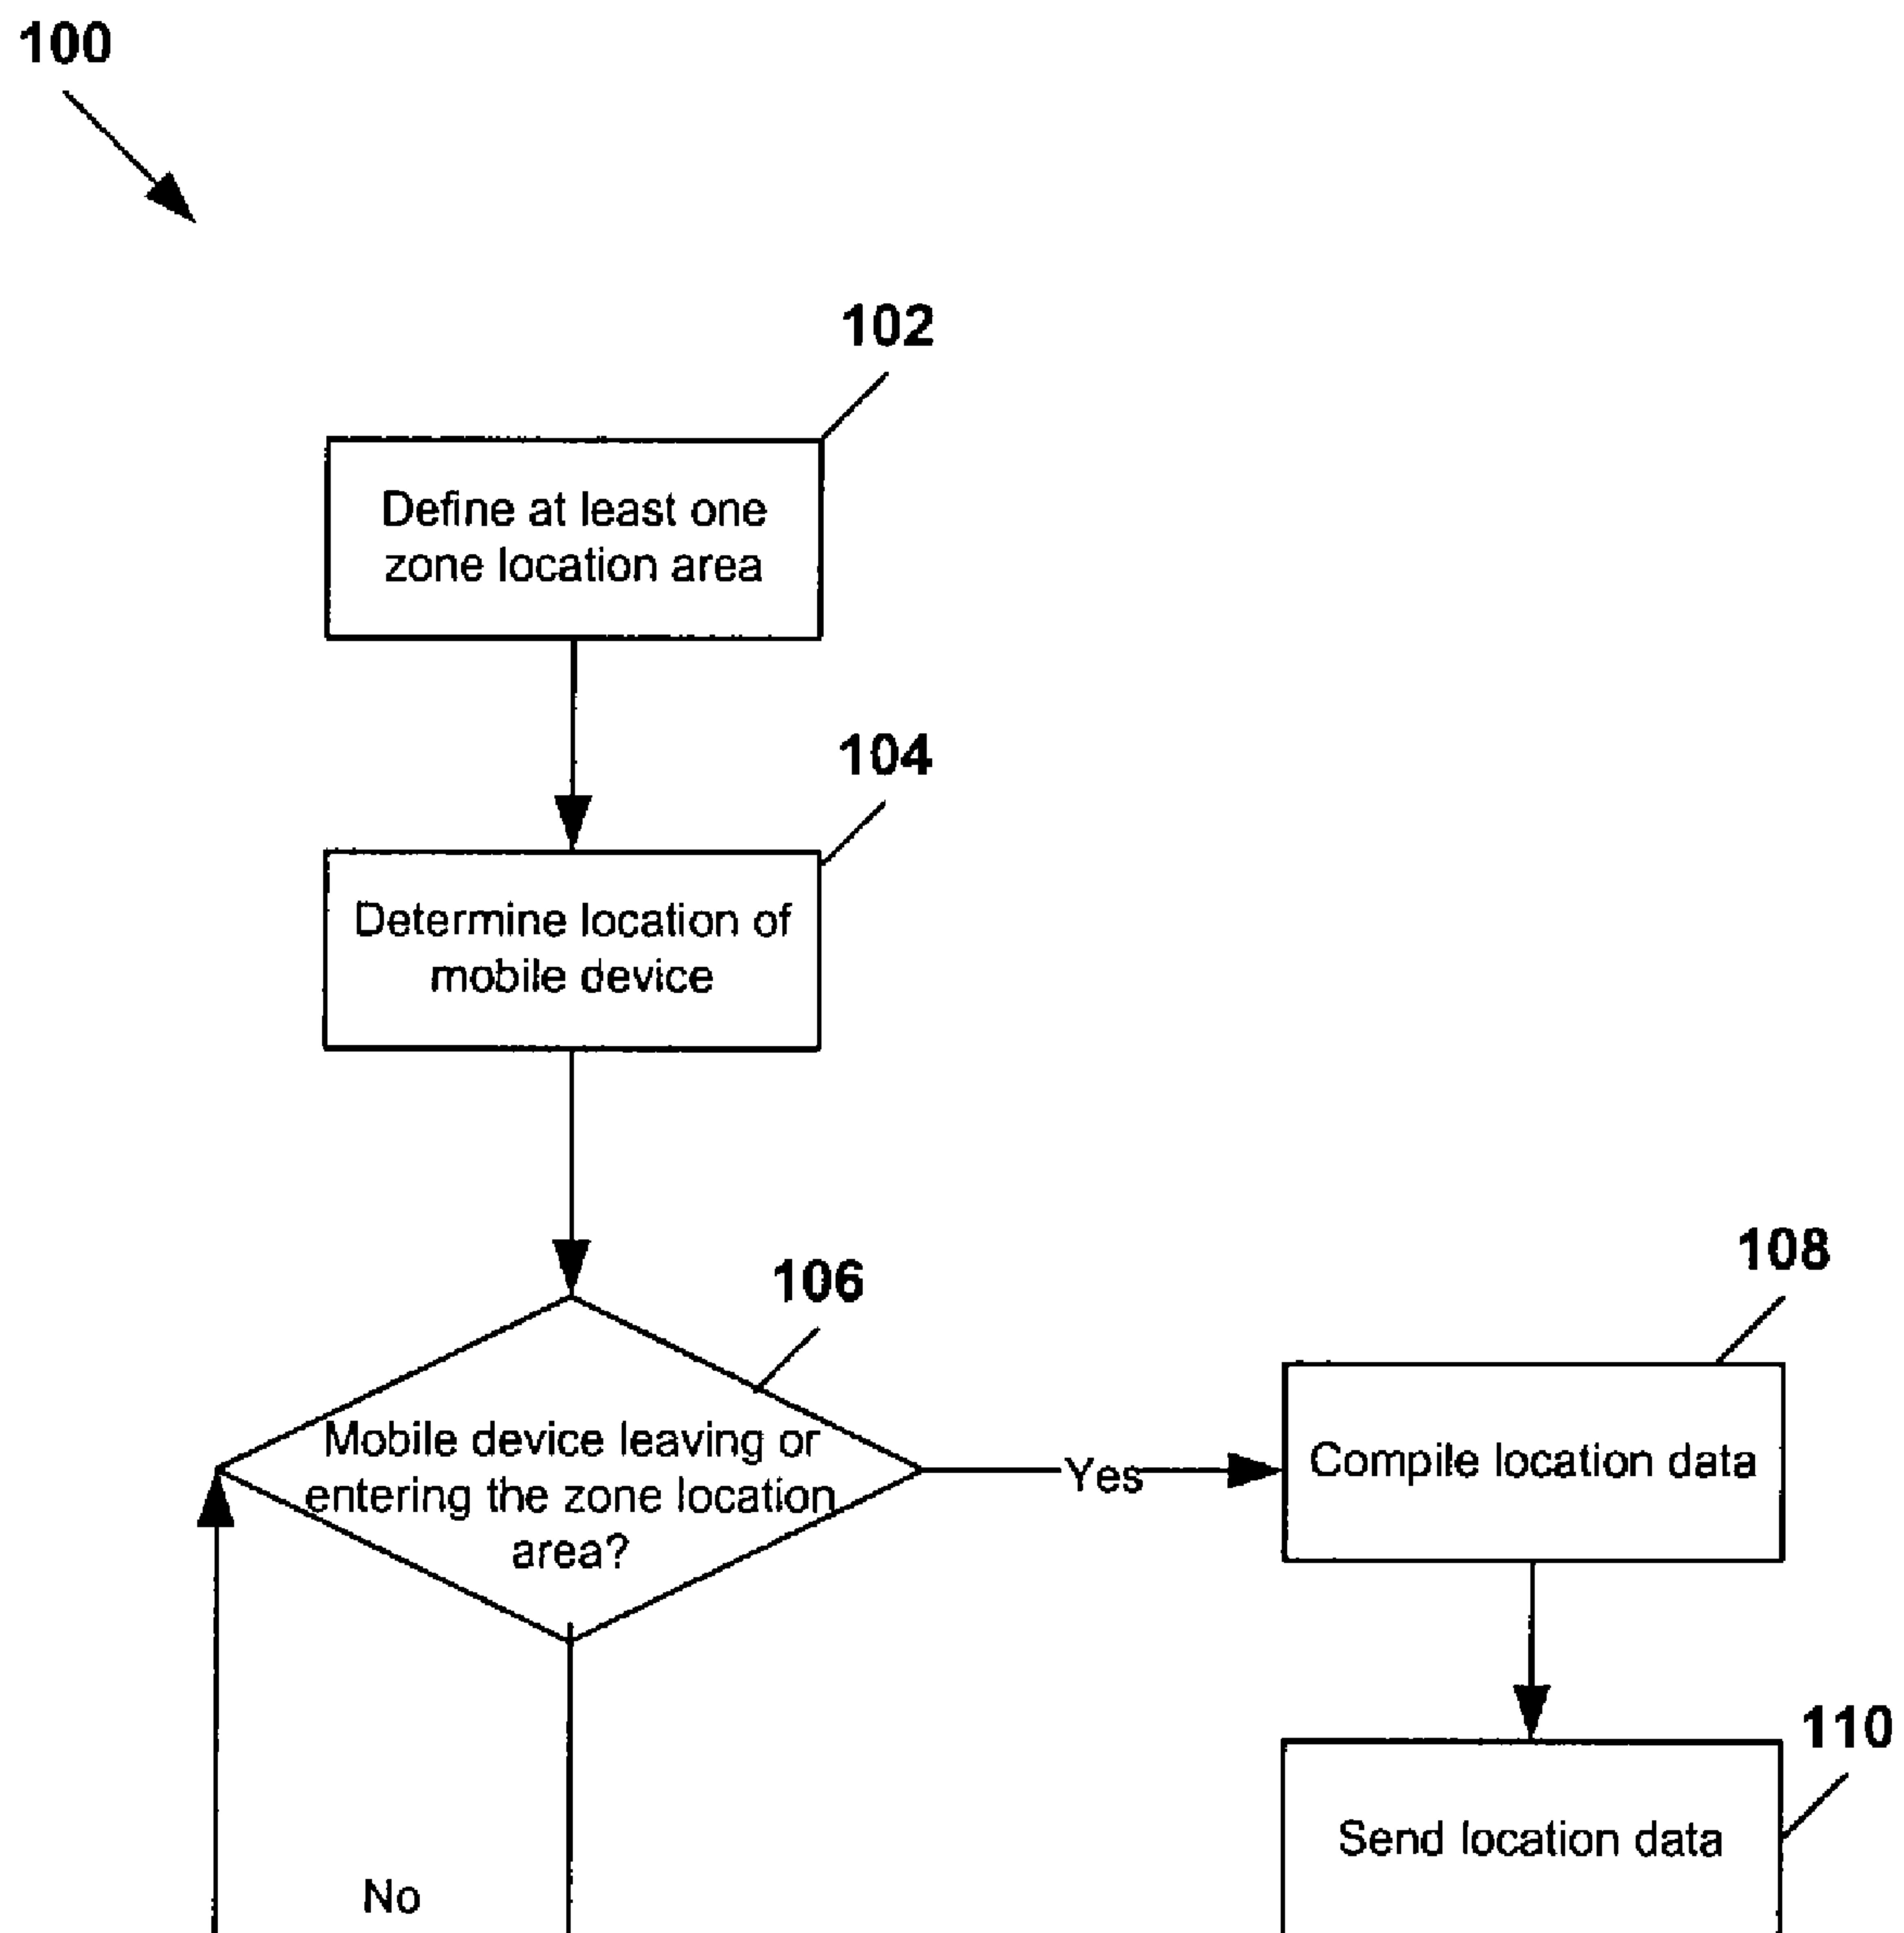 100
102
Define at least one
zone location area
104
Determine location of
mobile device
106
Mobile device leaving or
entering the zone location
area?
Yes
108
Compile location data
110
Send location data
No